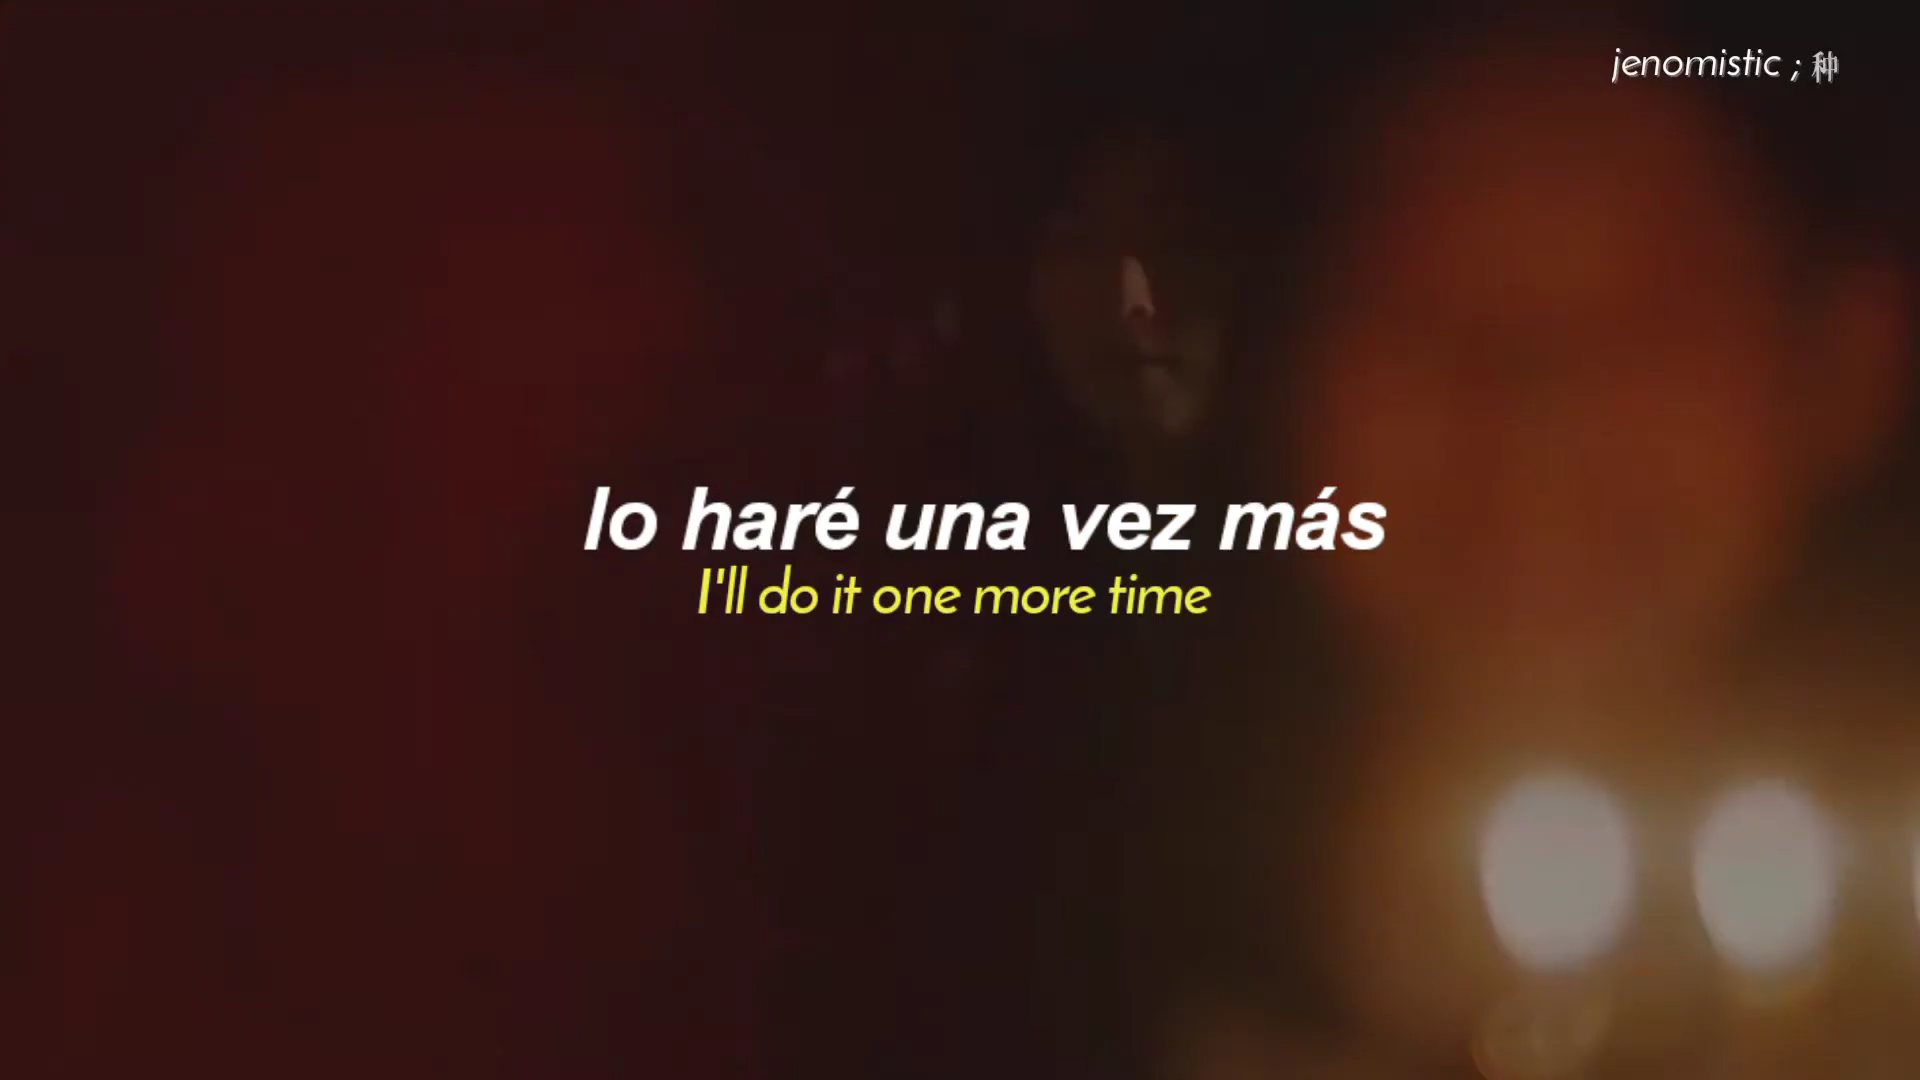 jenomistic ; 种
lo haré una vez más
I'll do it one more time